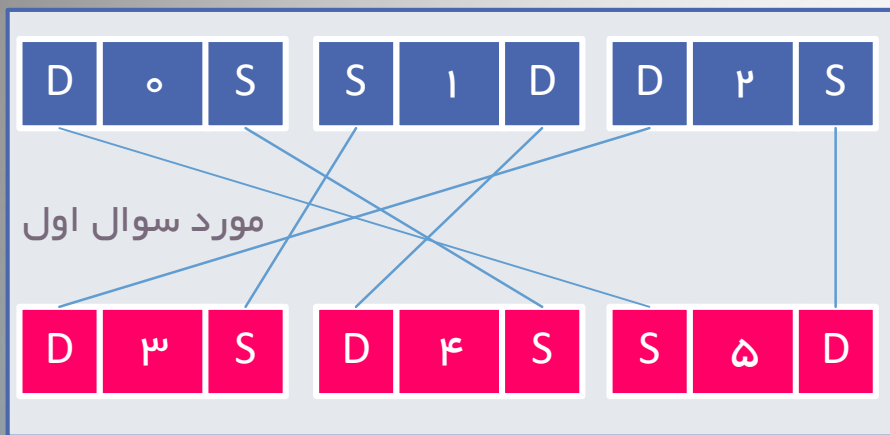 D ۰ S S ۱ D D ۲ S
مورد سوال اول
D ۳ S D ۴ S S ۵ D